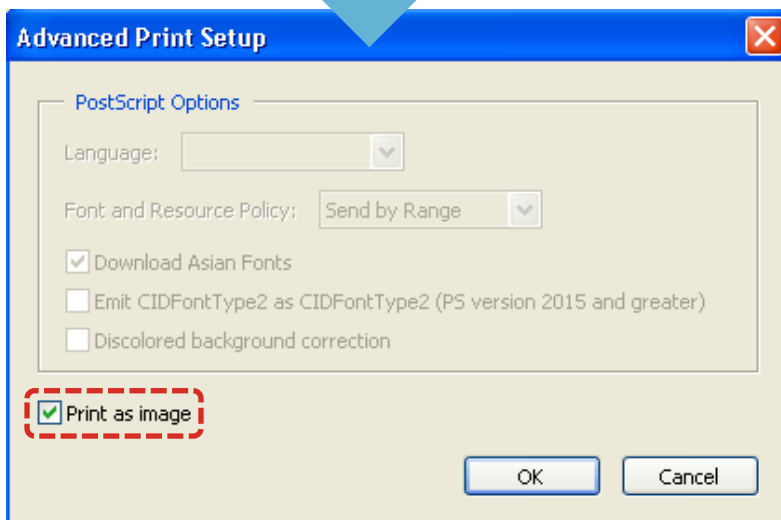 Advanced Print Setup
PostScript Options
Language:
Font and Resource Policy: Send by Range
Download Asian Fonts
Emit CIDFontType2 as CIDFontType2 (PS version 2015 and greater)
Discolored background correction
Print as image
OK Cancel